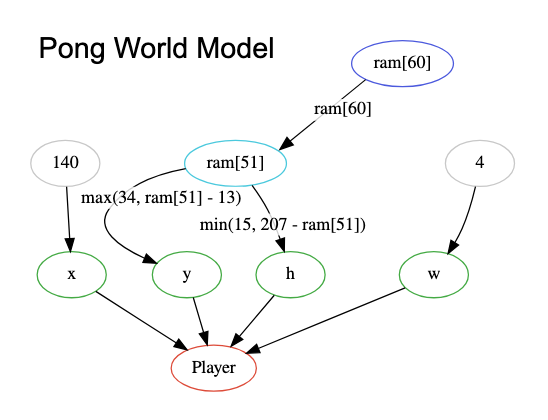 Pong World Model
ram[60]
ram[60]
140
ram[51]
4
max(34, ram[51] - 13)
min(15, 207 - ram[51])
x
y
h
w
Player